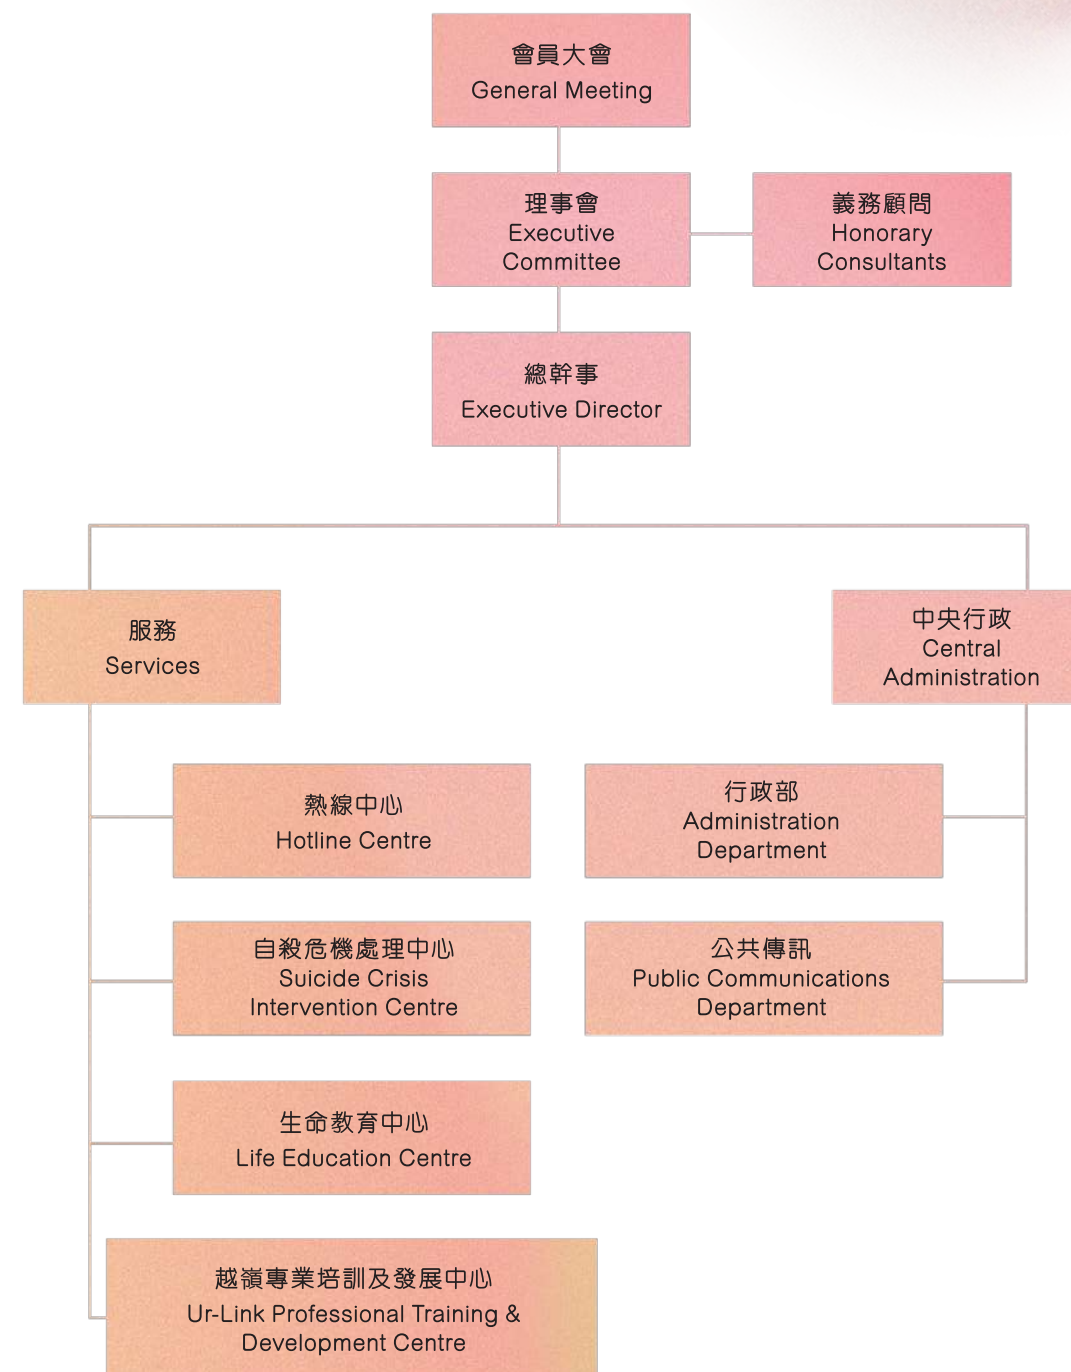 會員大會
General Meeting
理事會
Executive
Committee
義務顧問
Honorary
Consultants
總幹事
Executive Director
服務
Services
中央行政
Central
Administration
熱線中心
Hotline Centre
行政部
Administration
Department
自殺危機處理中心
Suicide Crisis
Intervention Centre
公共傳訊
Public Communications
Department
生命教育中心
Life Education Centre
越嶺專業培訓及發展中心
Ur-Link Professional Training &
Development Centre